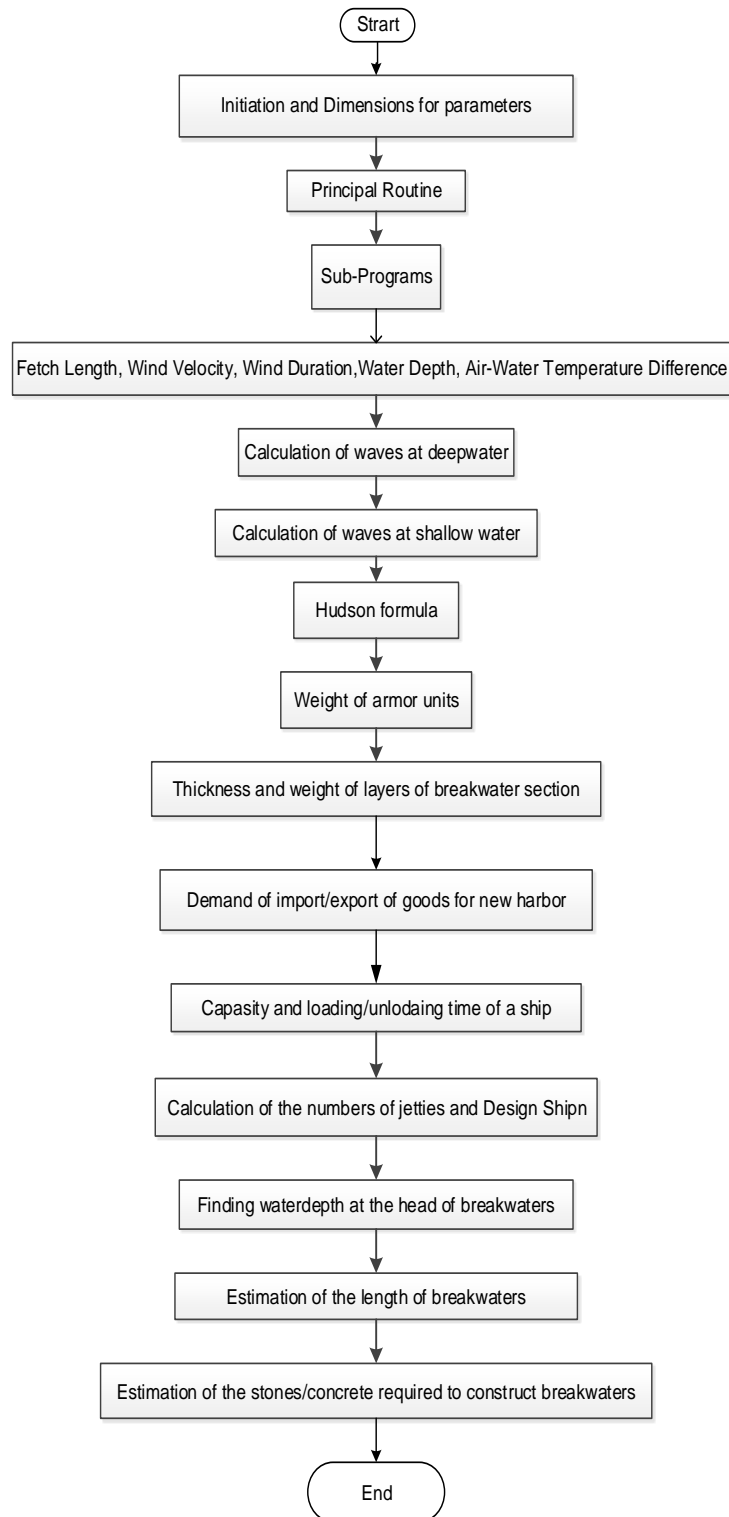 Strart
Initiation and Dimensions for parameters
Principal Routine
Sub-Programs
Fetch Length, Wind Velocity, Wind Duration,Water Depth, Air-Water Temperature Difference
Calculation of waves at deepwater
Calculation of waves at shallow water
Hudson formula
Weight of armor units
Thickness and weight of layers of breakwater section
Demand of import/export of goods for new harbor
Capasity and loading/unlodaing time of a ship
Calculation of the numbers of jetties and Design Shipn
Finding waterdepth at the head of breakwaters
Estimation of the length of breakwaters
Estimation of the stones/concrete required to construct breakwaters
End